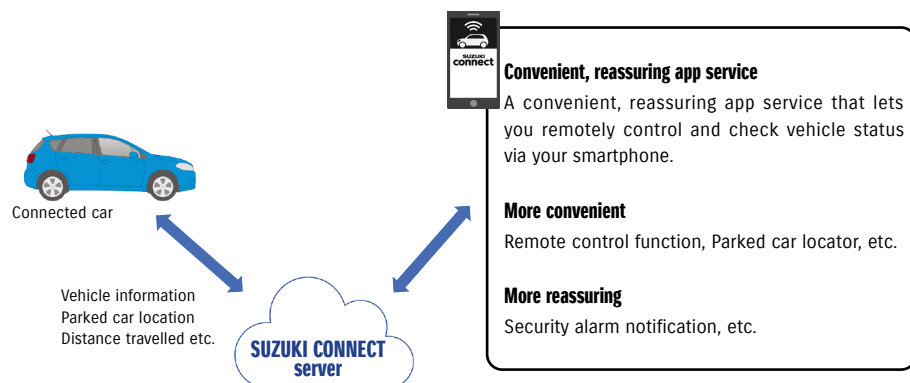 SUZUKI
connect
Convenient, reassuring app service
A convenient, reassuring app service that lets
you remotely control and check vehicle status
via your smartphone.
More convenient
Remote control function, Parked car locator, etc.
More reassuring
Security alarm notification, etc.
Connected car
Vehicle information
Parked car location
Distance travelled etc.
SUZUKI CONNECT
server